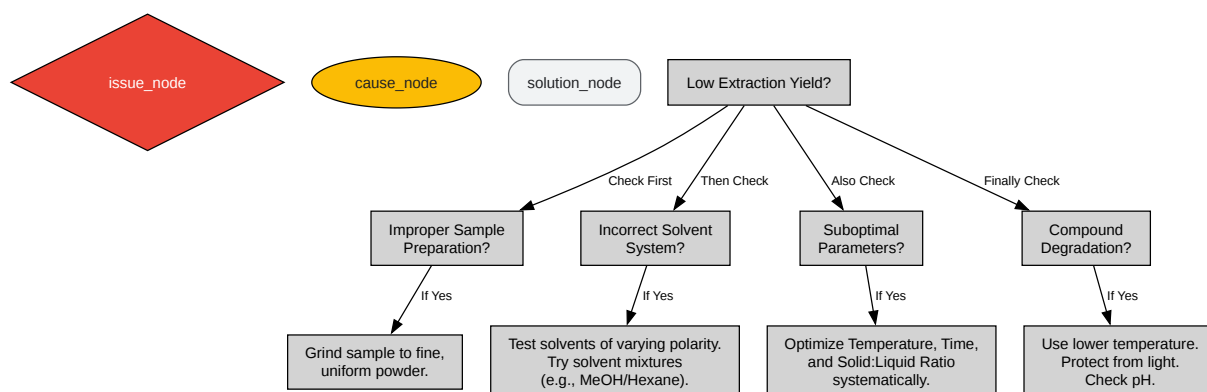 issue_node
cause_node
solution_node
Low Extraction Yield?
Check First
Then Check
Also Check
Finally Check
Improper Sample
Preparation?
Incorrect Solvent
System?
Suboptimal
Parameters?
Compound
Degradation?
If Yes
If Yes
If Yes
If Yes
Grind sample to fine,
uniform powder.
Test solvents of varying polarity.
Try solvent mixtures
(e.g., MeOH/Hexane).
Optimize Temperature, Time,
and Solid:Liquid Ratio
systematically.
Use lower temperature.
Protect from light.
Check pH.